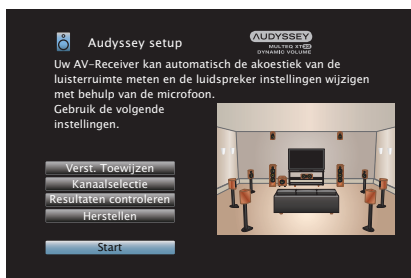 Audyssey setup
AUDYSSEY
MULTEQ XT32
DYNAMIC VOLUME
Uw AV-Receiver kan automatisch de akoestiek van de
luisterruimte meten en de luidspreker instellingen wijzigen
met behulp van de microfoon.
Gebruik de volgende
instellingen.
Verst. Toewijzen
Kanaalselectie
Resultaten controleren
Herstellen
Start